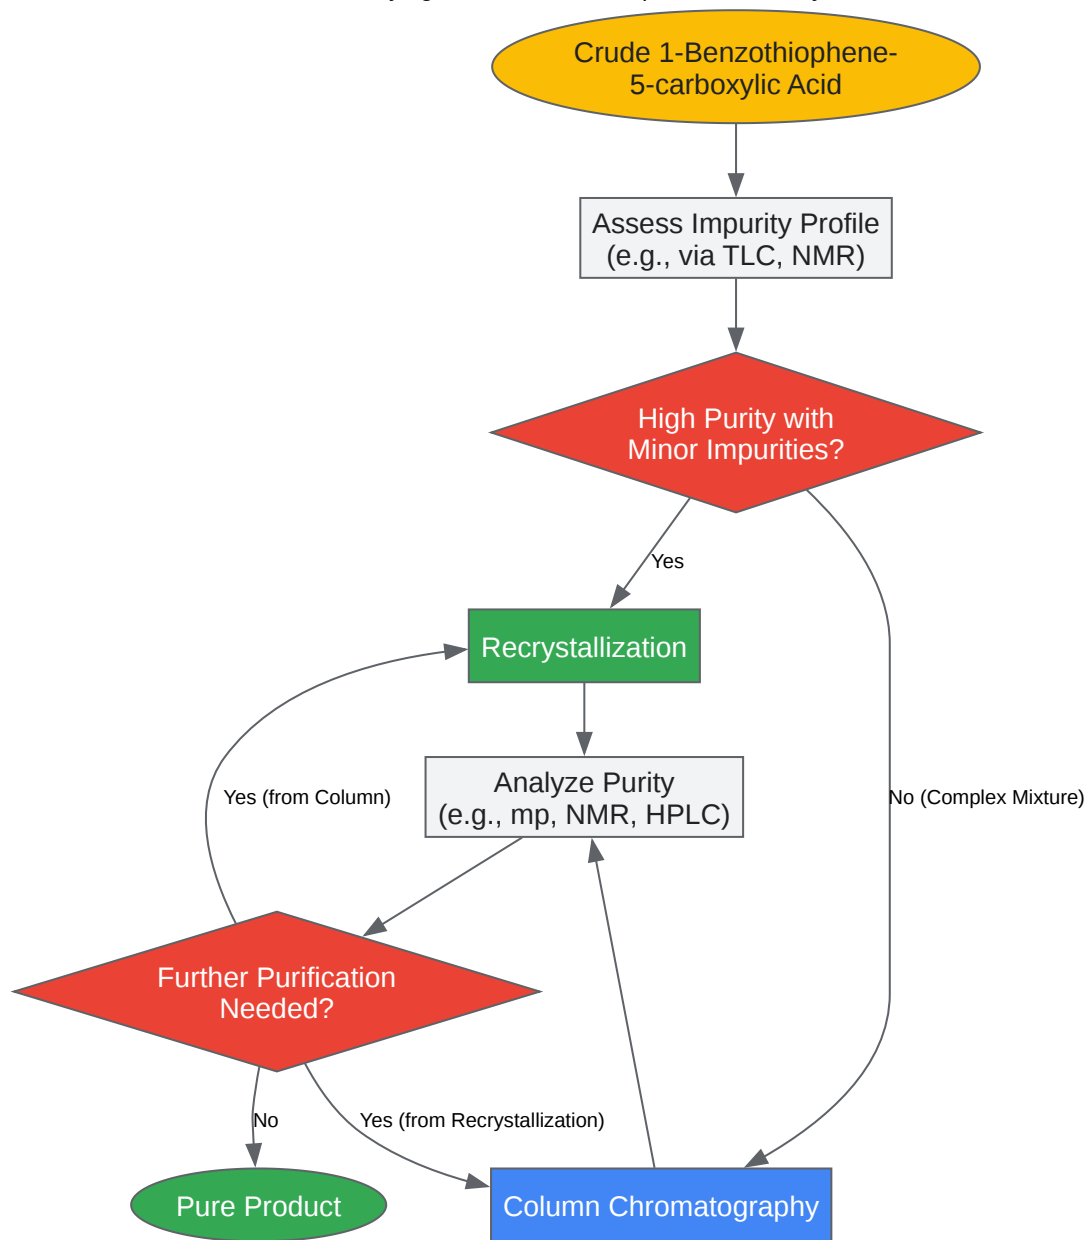 Crude 1-Benzothiophene-
5-carboxylic Acid
Assess Impurity Profile
(e.g., via TLC, NMR)
High Purity with
Minor Impurities?
Yes
Recrystallization
Analyze Purity
(e.g., mp, NMR, HPLC)
Yes (from Column)
No (Complex Mixture)
Further Purification
Needed?
No
Yes (from Recrystallization)
Pure Product
Column Chromatography